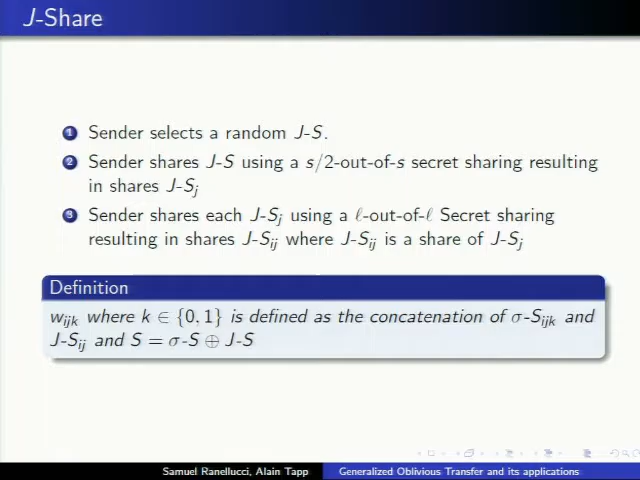 J-Share
1 Sender selects a random J-S.
2 Sender shares J-S using a s/2-out-of-s secret sharing resulting
in shares J-Sⱼ
3 Sender shares each J-Sⱼ using a ℓ-out-of-ℓ Secret sharing
resulting in shares J-Sᵢⱼ where J-Sᵢⱼ is a share of J-Sⱼ
Definition
wᵢⱼₖ where k ∈ {0, 1} is defined as the concatenation of σ-Sᵢⱼₖ and
J-Sᵢⱼ and S = σ-S ⊕ J-S
Samuel Ranellucci, Alain Tapp Generalized Oblivious Transfer and its applications